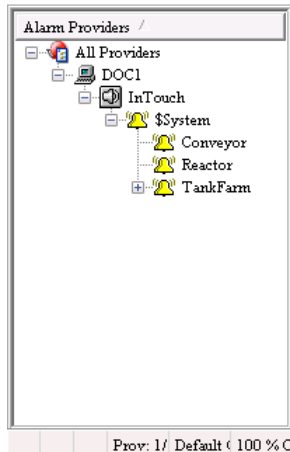 Alarm Providers
All Providers
DOC1
InTouch
$System
Conveyor
Reactor
TankFarm
Prov: 1/ Default 100 %